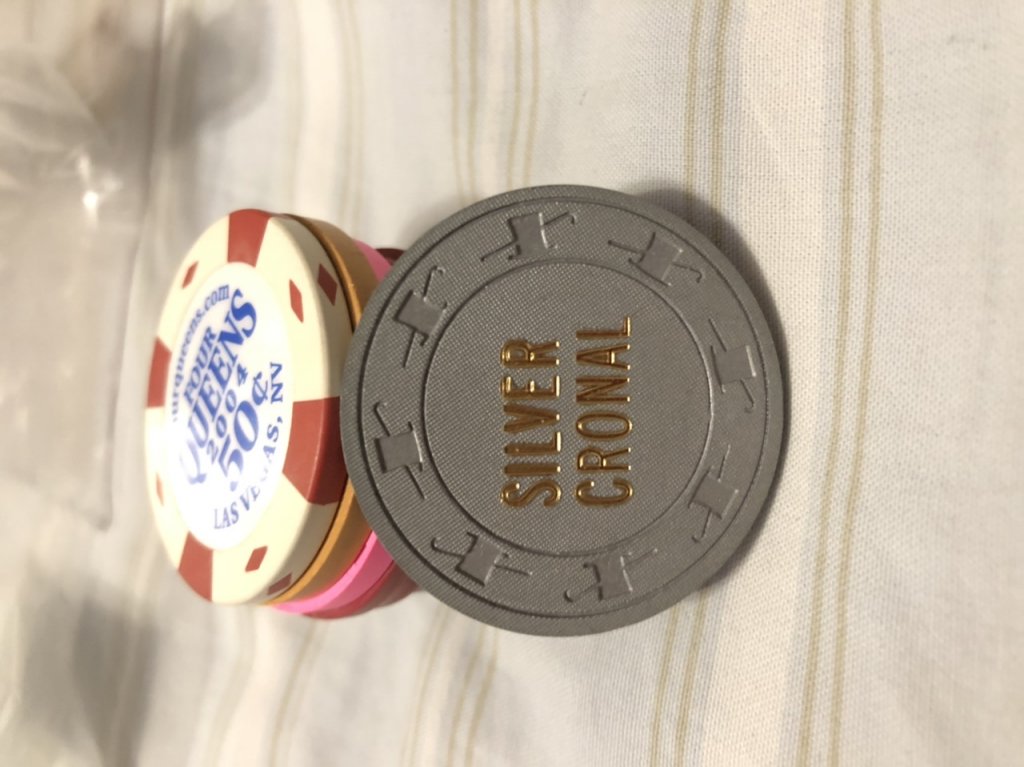 SILVER
CRONAL
FOUR
QUEENS
2004
50¢
LAS VEGAS, NV